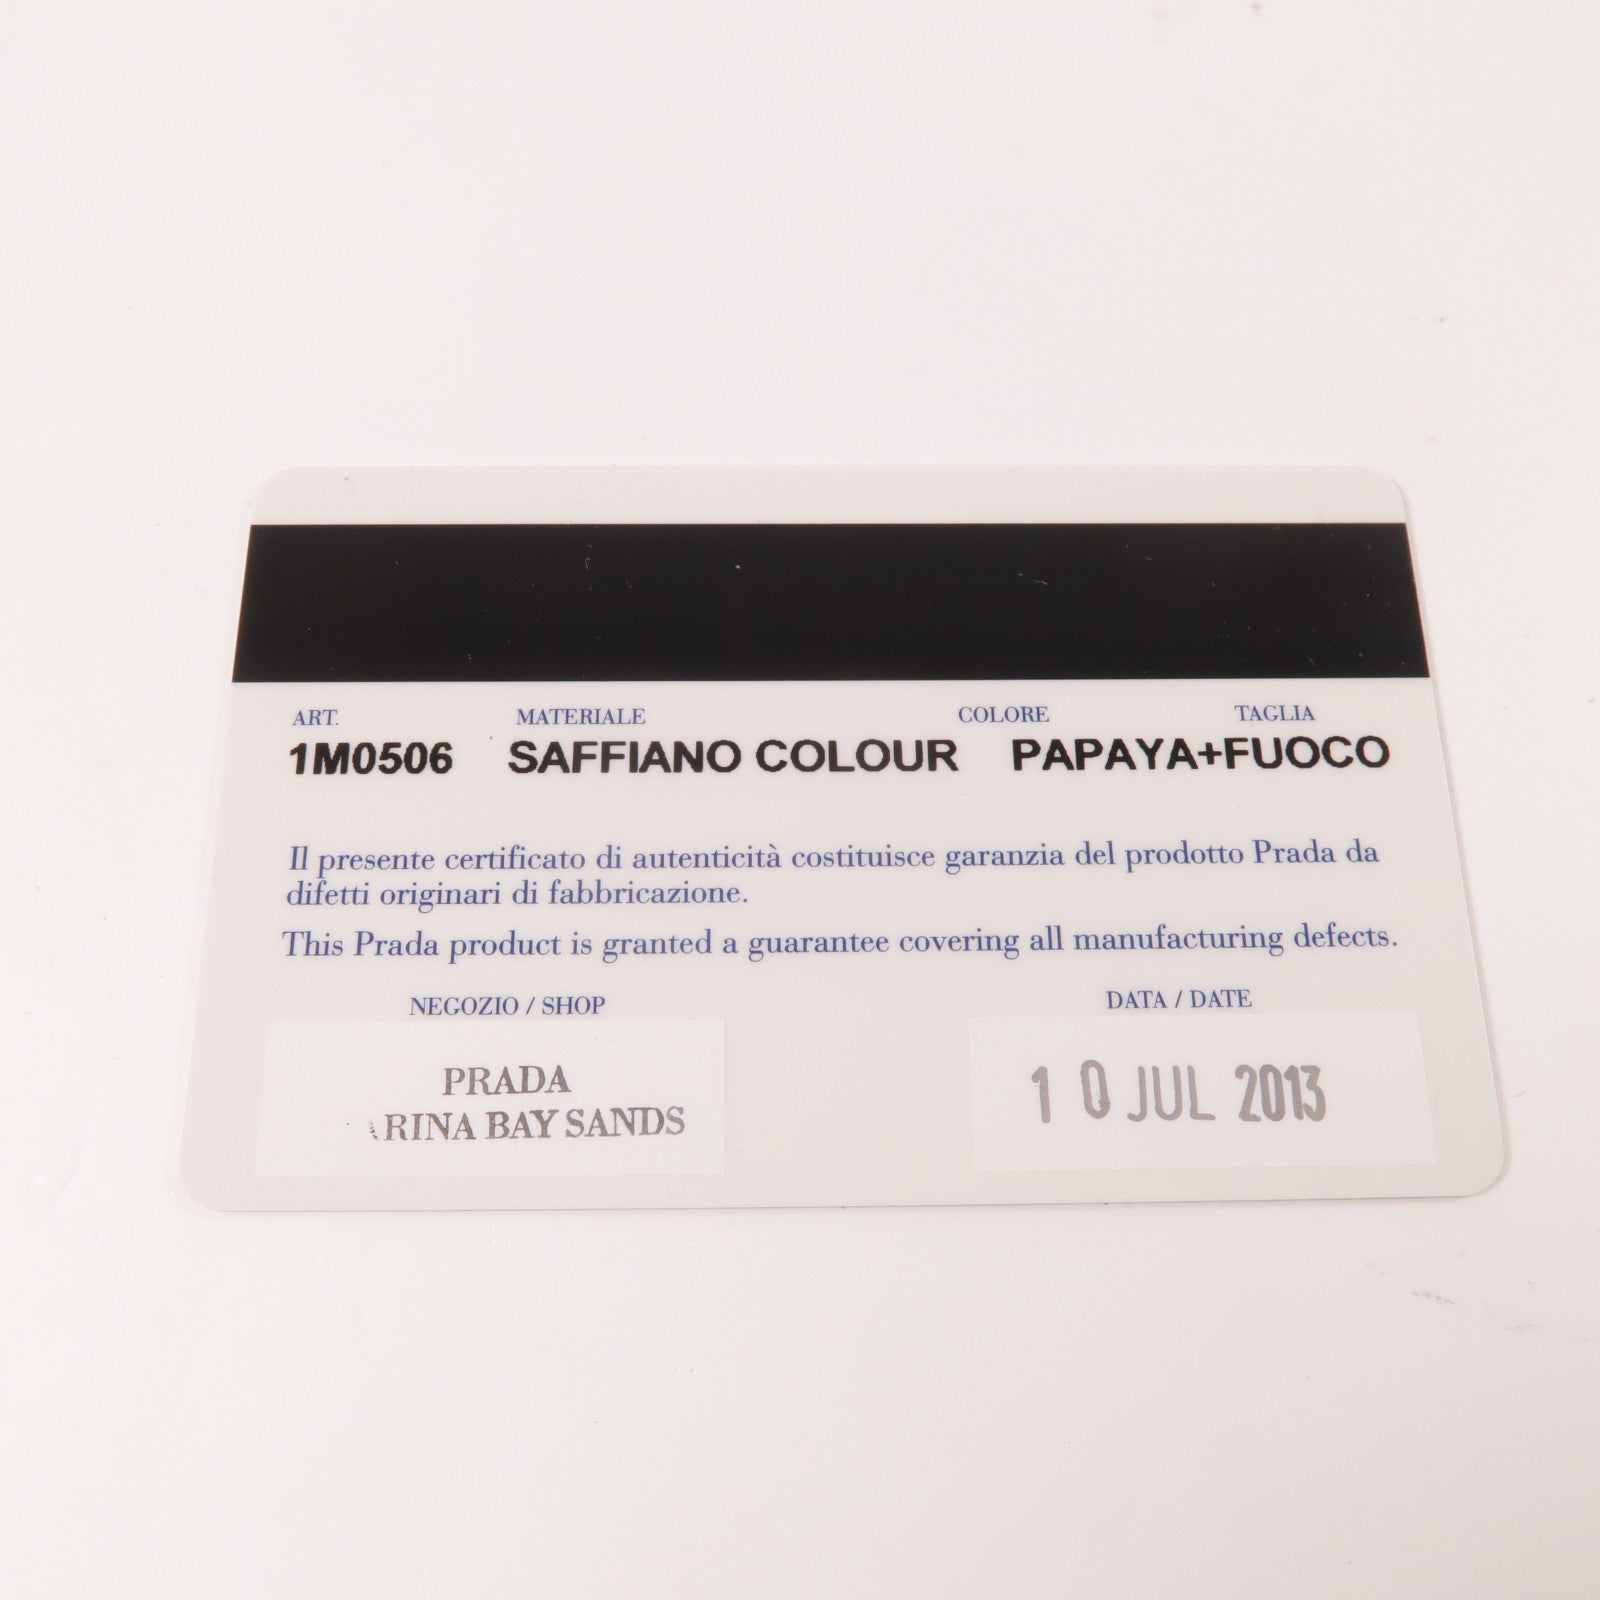 ART. MATERIALE COLORE TAGLIA
1M0506 SAFFIANO COLOUR PAPAYA+FUOCO
Il presente certificato di autenticità costituisce garanzia del prodotto Prada da
difetti originari di fabbricazione.
This Prada product is granted a guarantee covering all manufacturing defects.
NEGOZIO / SHOP DATA / DATE
PRADA
ARINA BAY SANDS
10 JUL 2013